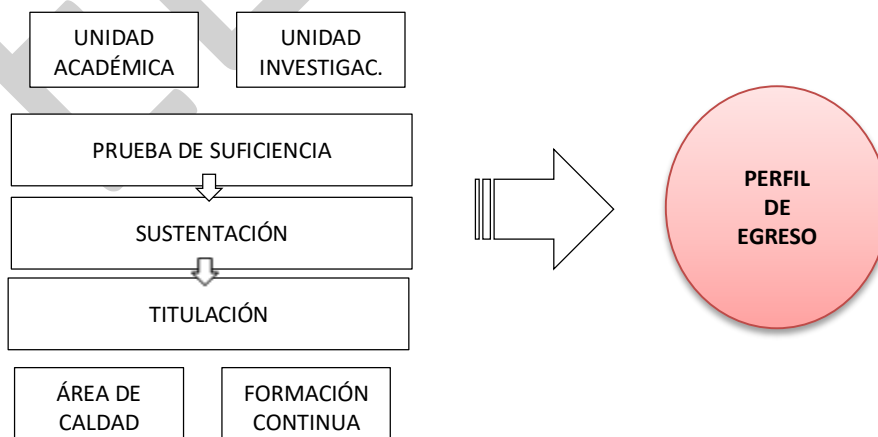 UNIDAD
ACADÉMICA
UNIDAD
INVESTIGAC.
PRUEBA DE SUFICIENCIA
SUSTENTACIÓN
TITULACIÓN
PERFIL
DE
EGRESO
ÁREA DE
CALDAD
FORMACIÓN
CONTINUA